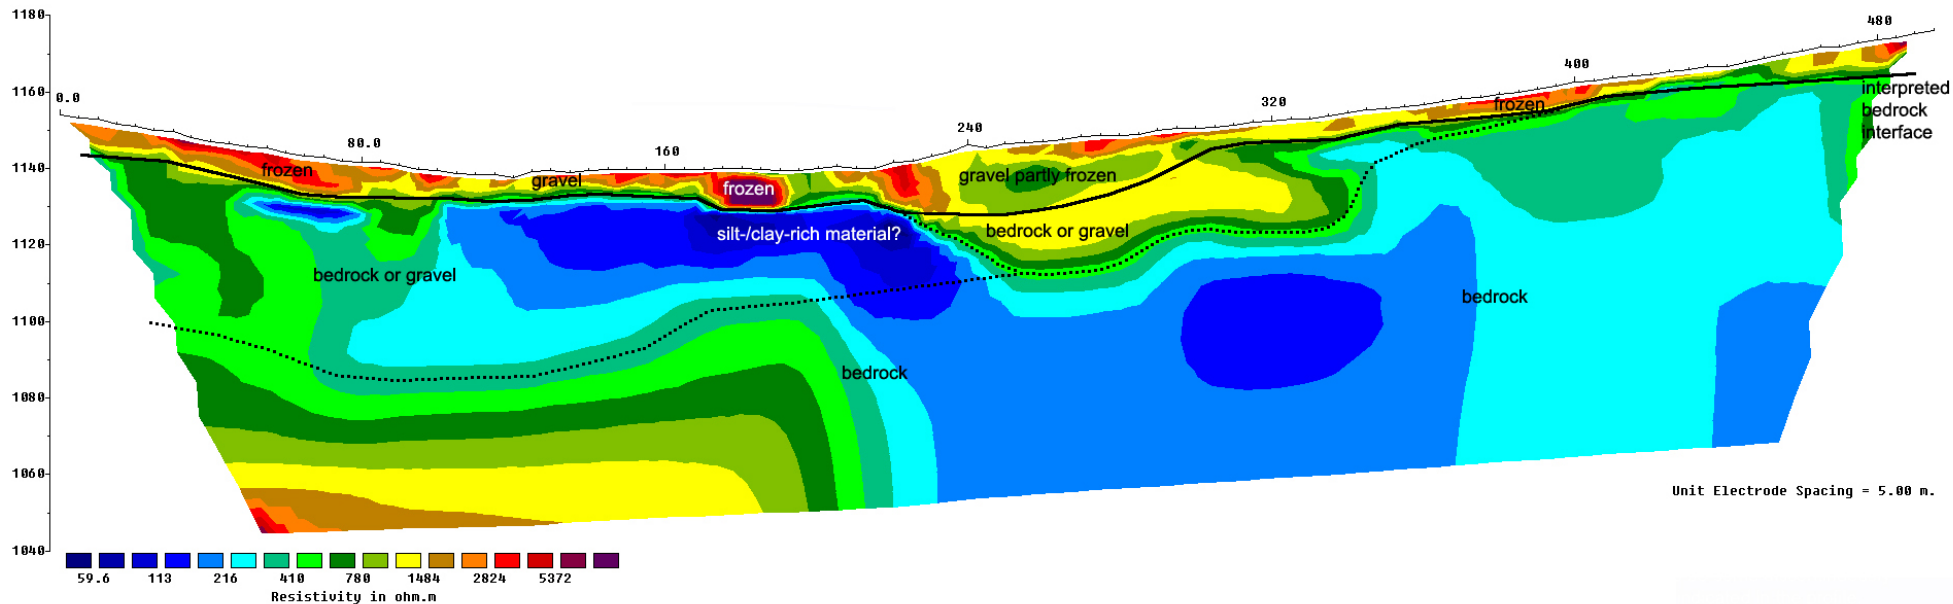 1180
480
400
1160
0.0
320
interpreted
bedrock
interface
frozen
240
80.0
160
1140
frozen
gravel
frozen
gravel partly frozen
1120
silt-/clay-rich material?
bedrock or gravel
bedrock or gravel
bedrock
1100
1080
bedrock
1060
Unit Electrode Spacing = 5.00 m.
1040
59.6 113 216 410 780 1484 2824 5372
Resistivity in ohm.m